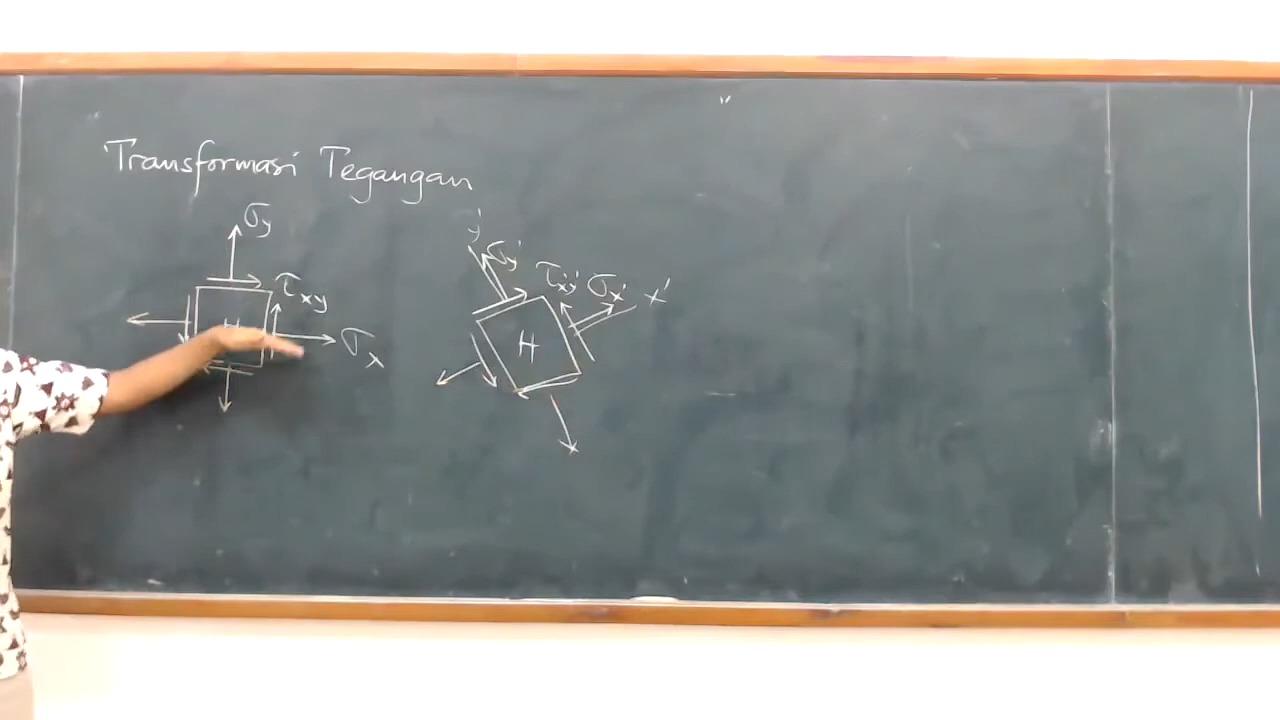 Transformasi Tegangan
σy
τxy
σx
H
y'
σy'
τx'y'
σx'
x'
H